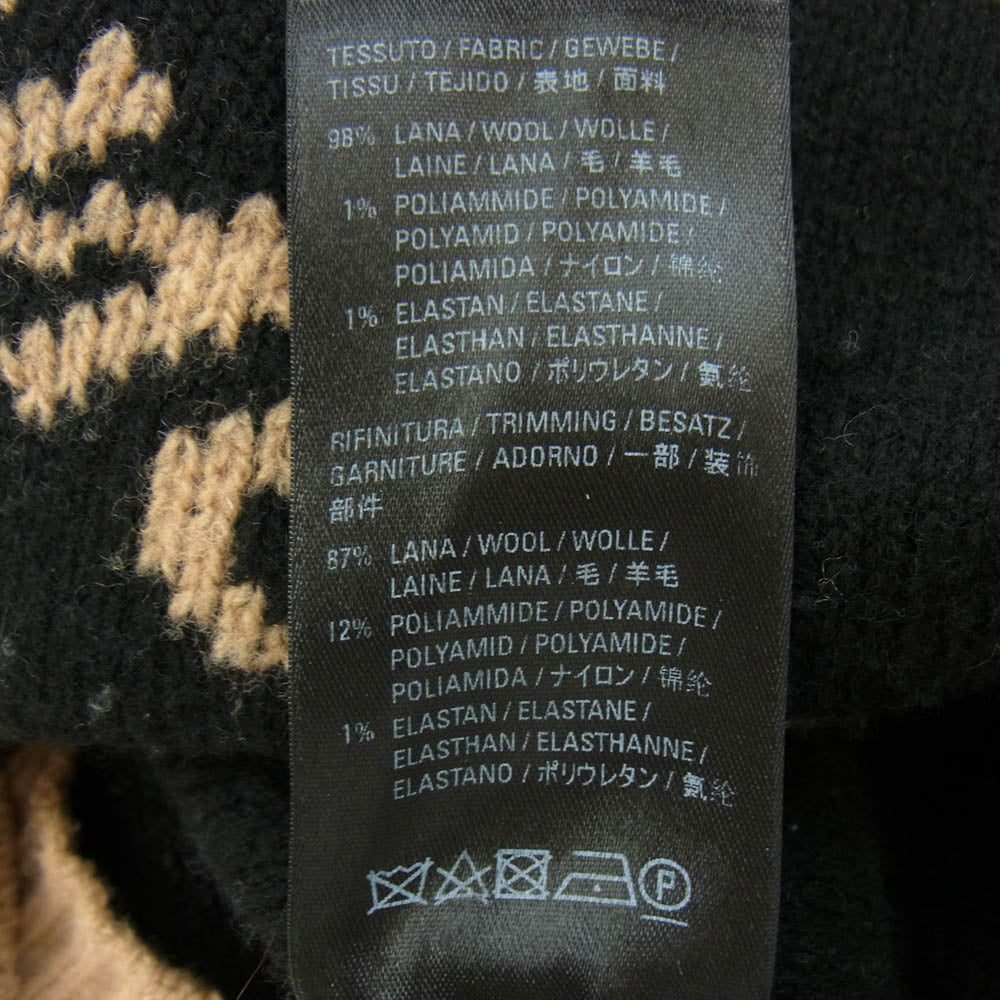 TESSUTO / FABRIC / GEWEBE /
TISSU / TEJIDO / 表地 / 面料
98% LANA / WOOL / WOLLE /
LAINE / LANA / 毛 / 羊毛
1% POLIAMMIDE / POLYAMIDE /
POLYAMID / POLYAMIDE /
POLIAMIDA / ナイロン / 锦纶
1% ELASTAN / ELASTANE /
ELASTHAN / ELASTHANNE /
ELASTANO / ポリウレタン / 氨纶
RIFINITURA / TRIMMING / BESATZ /
GARNITURE / ADORNO / 一部 / 装饰
部件
87% LANA / WOOL / WOLLE /
LAINE / LANA / 毛 / 羊毛
12% POLIAMMIDE / POLYAMIDE /
POLYAMID / POLYAMIDE /
POLIAMIDA / ナイロン / 锦纶
1% ELASTAN / ELASTANE /
ELASTHAN / ELASTHANNE /
ELASTANO / ポリウレタン / 氨纶
P